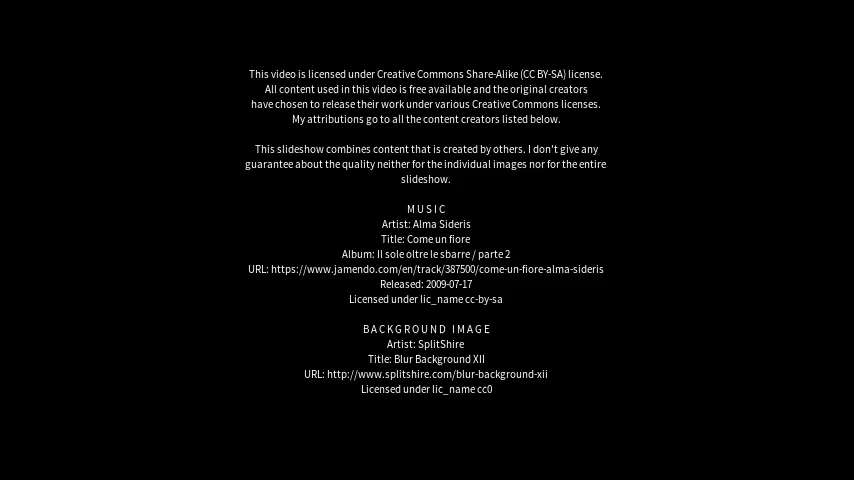 This video is licensed under Creative Commons Share-Alike (CC BY-SA) license.
All content used in this video is free available and the original creators
have chosen to release their work under various Creative Commons licenses.
My attributions go to all the content creators listed below.
This slideshow combines content that is created by others. I don't give any
guarantee about the quality neither for the individual images nor for the entire
slideshow.
MUSIC
Artist: Alma Sideris
Title: Come un fiore
Album: Il sole oltre le sbarre / parte 2
URL: https://www.jamendo.com/en/track/387500/come-un-fiore-alma-sideris
Released: 2009-07-17
Licensed under lic_name cc-by-sa
BACKGROUND IMAGE
Artist: SplitShire
Title: Blur Background XII
URL: http://www.splitshire.com/blur-background-xii
Licensed under lic_name cc0